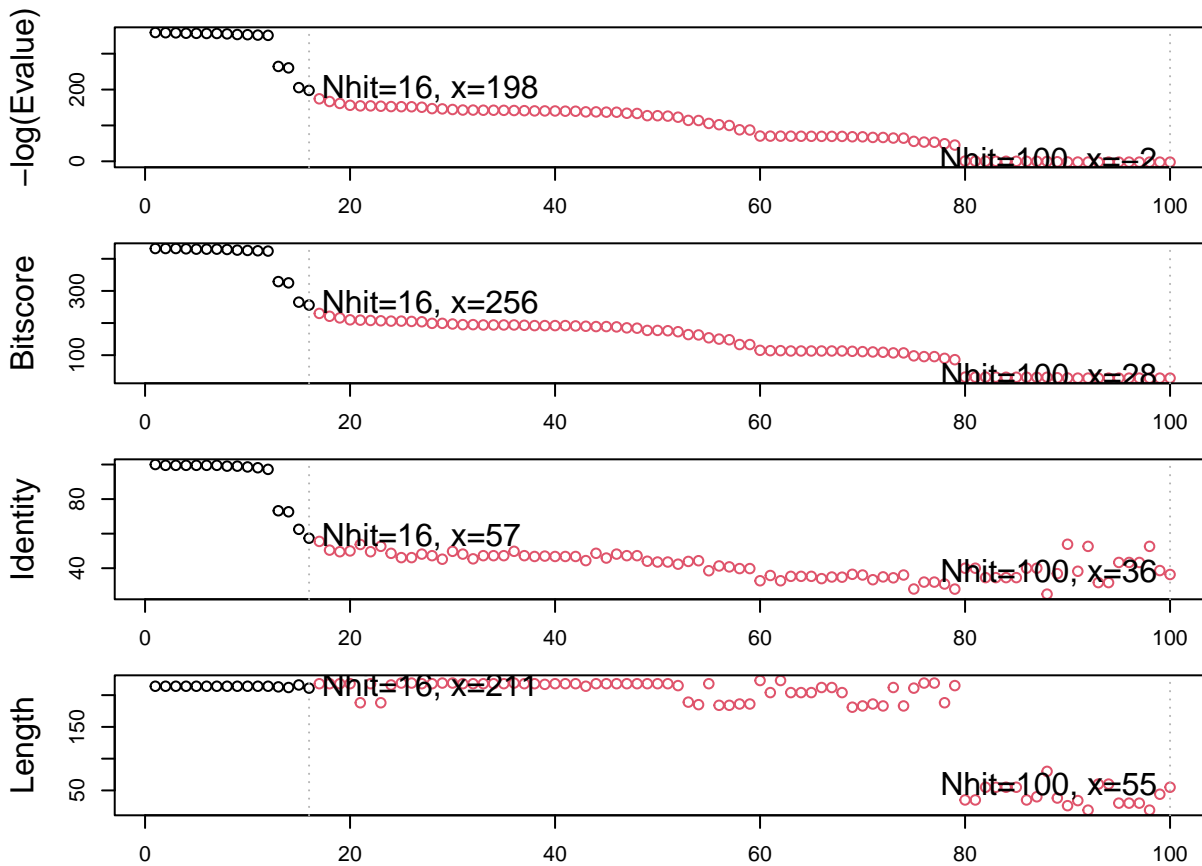 −log(Evalue)
0 200
Nhit=16, x=198
Nhit=100, x=−2
0 20 40 60 80 100
Bitscore
100 300
Nhit=16, x=256
Nhit=100, x=28
0 20 40 60 80 100
Identity
40 80
Nhit=16, x=57
Nhit=100, x=36
0 20 40 60 80 100
Length
50 150
Nhit=16, x=211
Nhit=100, x=55
0 20 40 60 80 100